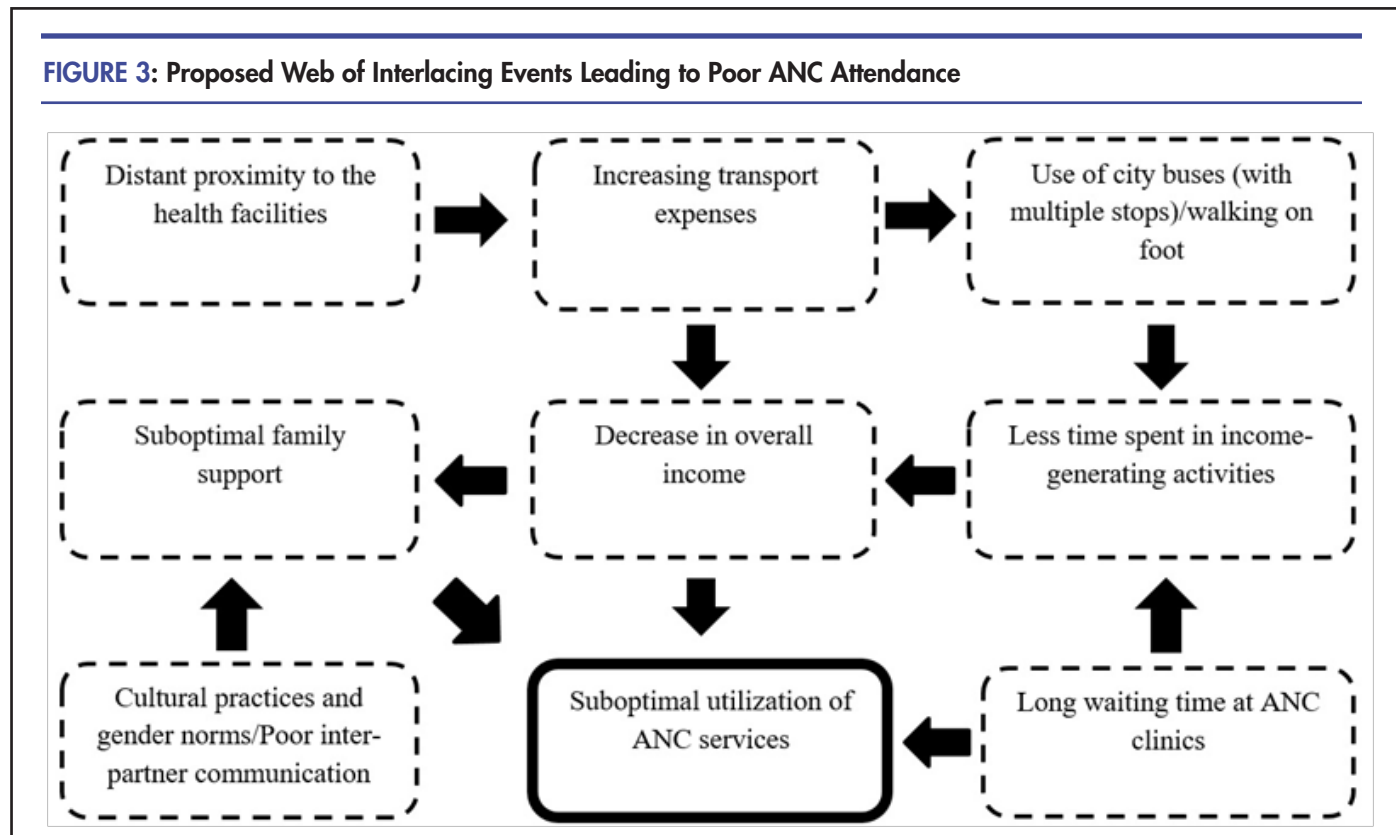 FIGURE 3: Proposed Web of Interlacing Events Leading to Poor ANC Attendance
Distant proximity to the
health facilities
Increasing transport
expenses
Use of city buses (with
multiple stops)/walking on
foot
Suboptimal family
support
Decrease in overall
income
Less time spent in income-
generating activities
Cultural practices and
gender norms/Poor inter-
partner communication
Suboptimal utilization of
ANC services
Long waiting time at ANC
clinics